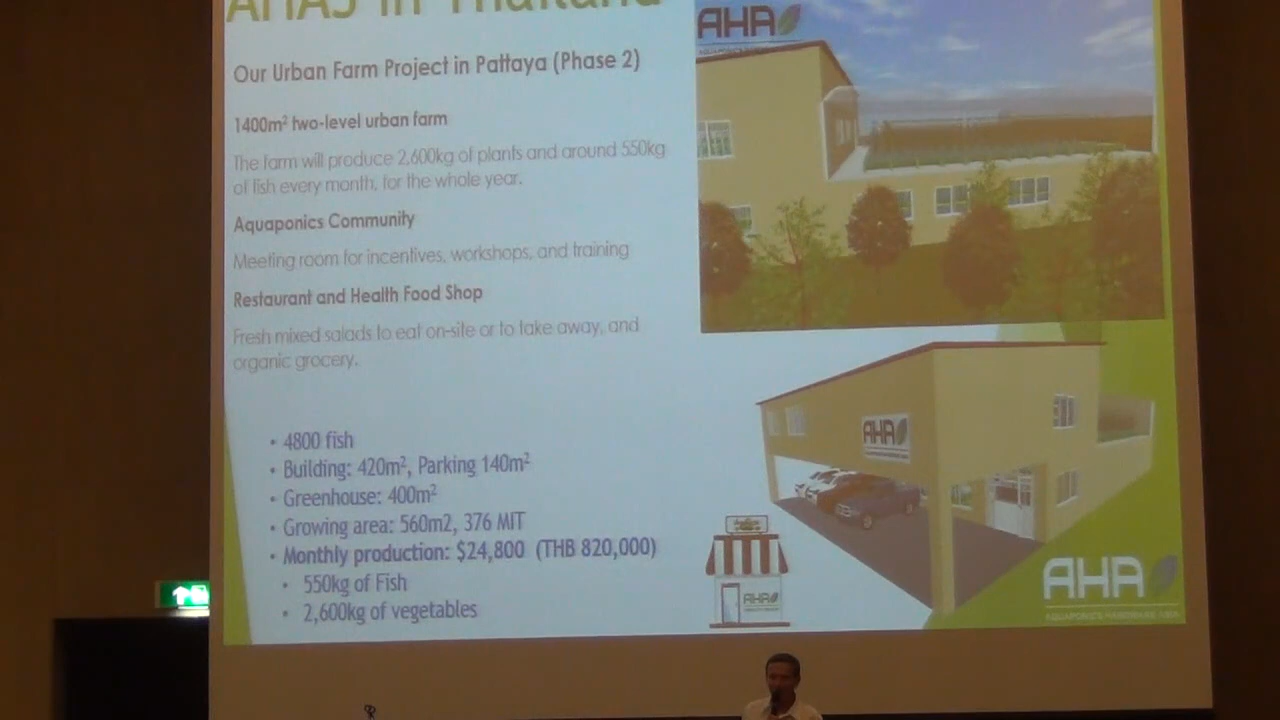 AHAs in Thailand
AHA
Our Urban Farm Project in Pattaya (Phase 2)
1400m² two-level urban farm
The farm will produce 2,600kg of plants and around 550kg
of fish every month, for the whole year.
Aquaponics Community
Meeting room for incentives, workshops, and training
Restaurant and Health Food Shop
Fresh mixed salads to eat on-site or to take away, and
organic grocery.
• 4800 fish
• Building: 420m², Parking 140m²
• Greenhouse: 400m²
• Growing area: 560m2, 376 MIT
• Monthly production: $24,800 (THB 820,000)
• 550kg of Fish
• 2,600kg of vegetables
AHA
AHA
AHA
AQUAPONICS HARDWARE ASIA